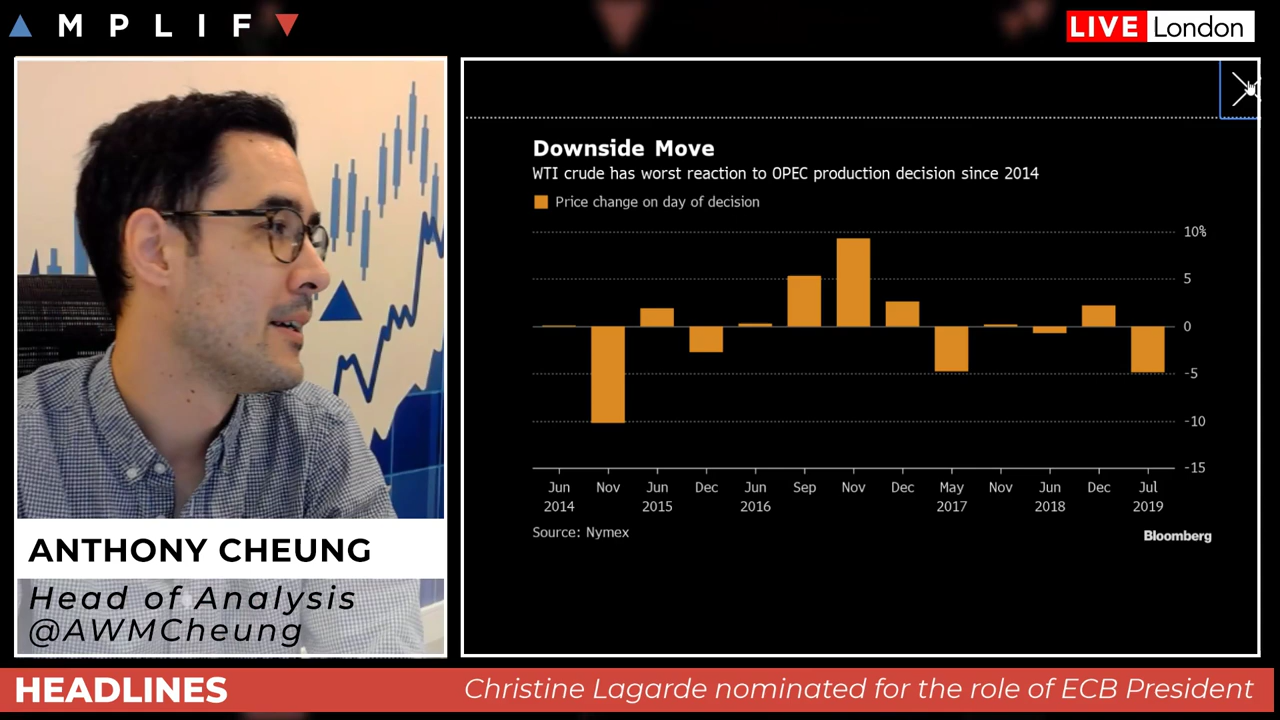 MPLIF
LIVE London
Downside Move
WTI crude has worst reaction to OPEC production decision since 2014
Price change on day of decision
10%
5
0
-5
-10
-15
Jun Nov Jun Dec Jun Sep Nov Dec May Nov Jun Dec Jul
2014 2015 2016 2017 2018 2019
Source: Nymex
Bloomberg
ANTHONY CHEUNG
Head of Analysis
@AWMCheung
HEADLINES
Christine Lagarde nominated for the role of ECB President